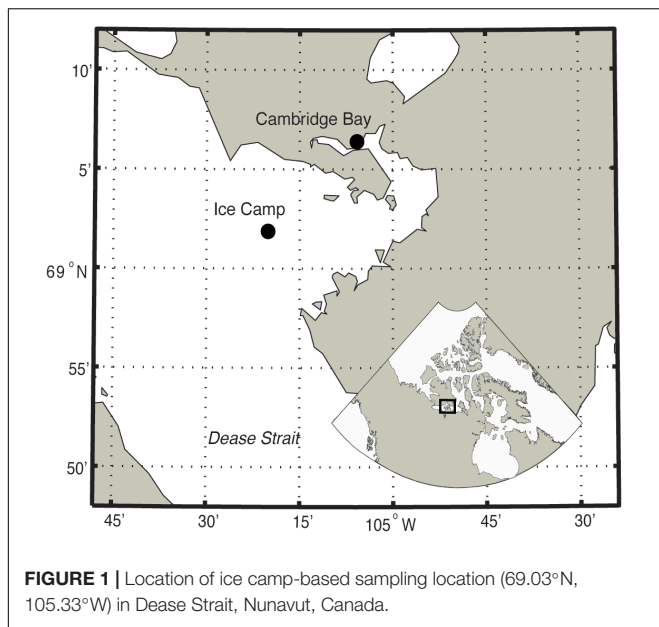 10'
Cambridge Bay
5'
Ice Camp
69°N
55'
Dease Strait
50'
45' 30' 15' 105°W 45' 30'
FIGURE 1 | Location of ice camp-based sampling location (69.03°N,
105.33°W) in Dease Strait, Nunavut, Canada.